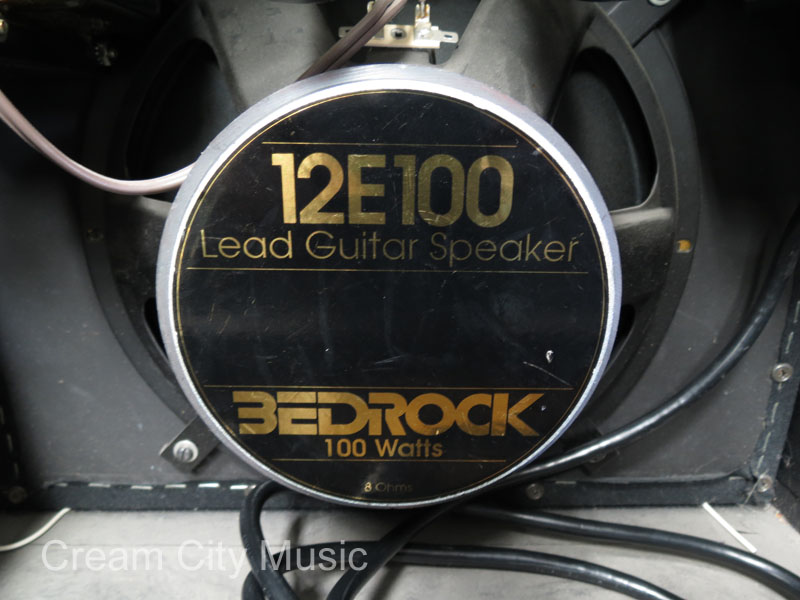 12E100
Lead Guitar Speaker
BEDROCK
100 Watts
8 Ohms
Cream City Music